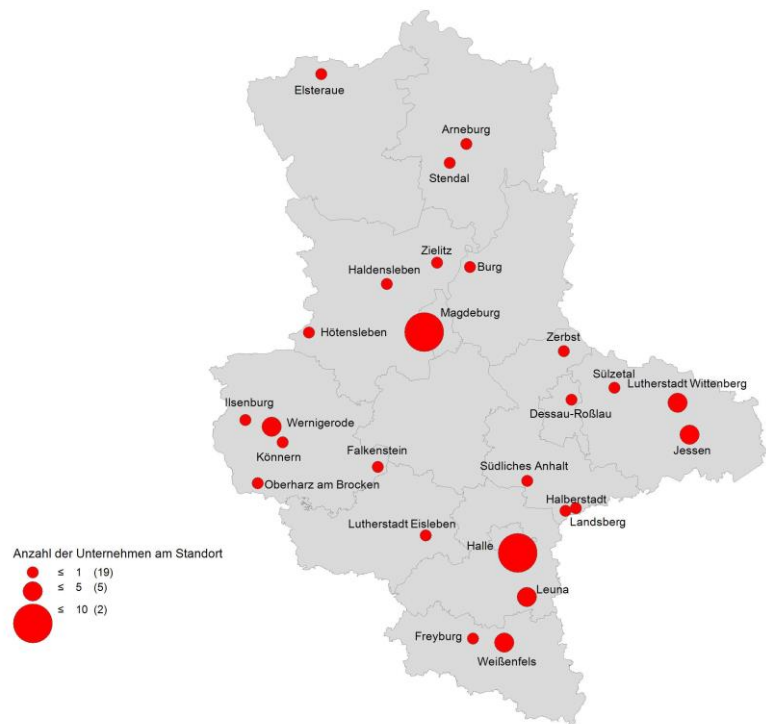 Elsteraue
Arneburg
Stendal
Zielitz
Burg
Haldensleben
Magdeburg
Hötensleben
Zerbst
Sülzetal
Lutherstadt Wittenberg
Ilsenburg
Dessau-Roßlau
Wernigerode
Jessen
Könnern
Falkenstein
Südliches Anhalt
Oberharz am Brocken
Halberstadt
Landsberg
Lutherstadt Eisleben
Halle
Anzahl der Unternehmen am Standort
≤ 1 (19)
≤ 5 (5)
≤ 10 (2)
Leuna
Freyburg
Weißenfels